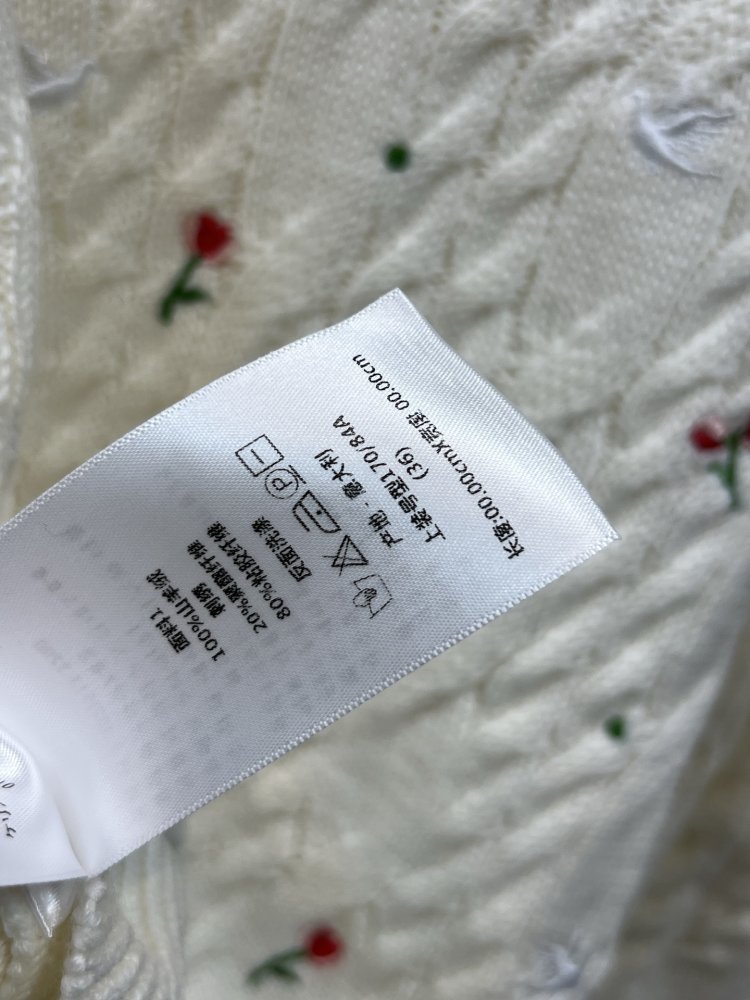 面料1
100%山羊绒
刺绣
20%聚酯纤维
80%粘胶纤维
反面洗涤
P
产地 - 意大利
上装号型170/84A
(36)
长度:00.00cmX宽度 00.00cm